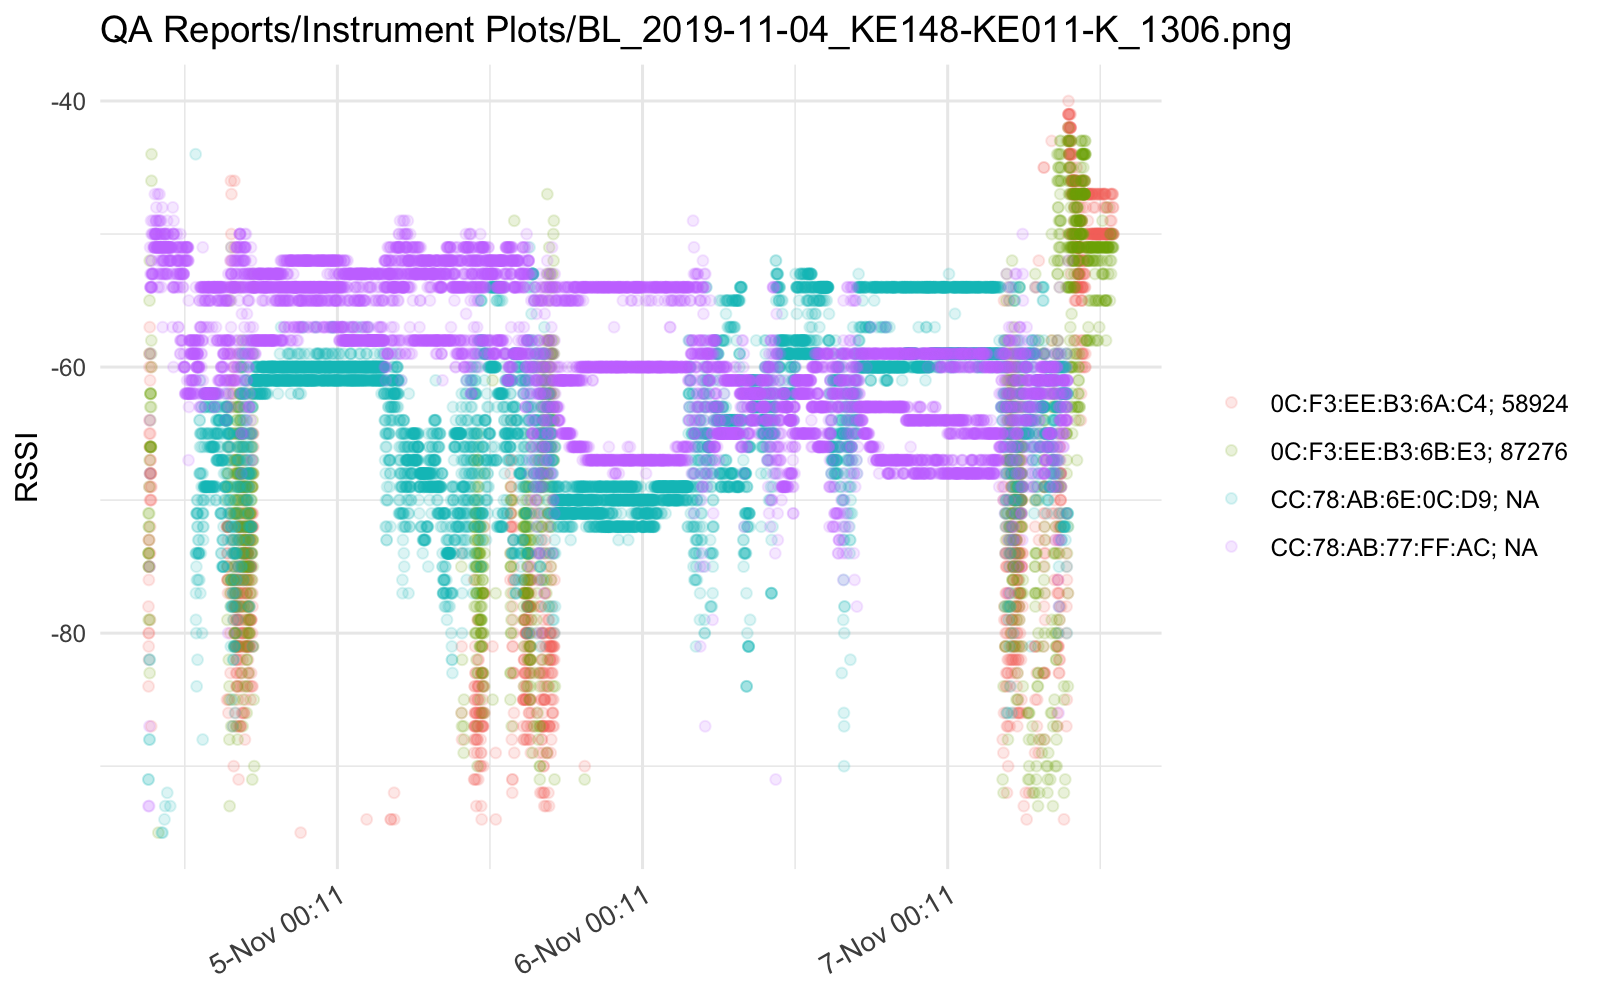 QA Reports/Instrument Plots/BL_2019-11-04_KE148-KE011-K_1306.png
-40
-60
-80
RSSI
5-Nov 00:11
6-Nov 00:11
7-Nov 00:11
0C:F3:EE:B3:6A:C4; 58924
0C:F3:EE:B3:6B:E3; 87276
CC:78:AB:6E:0C:D9; NA
CC:78:AB:77:FF:AC; NA